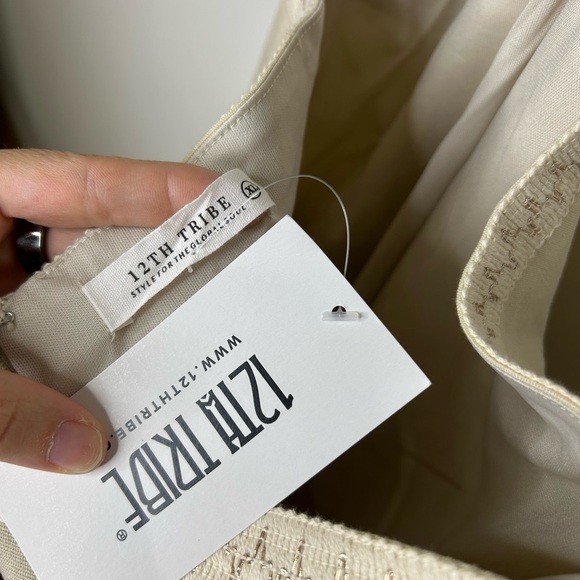 12TH TRIBE
STYLE FOR THE GLOBAL SOUL
XL
12TH TRIBE
®
WWW.12THTRIBE.